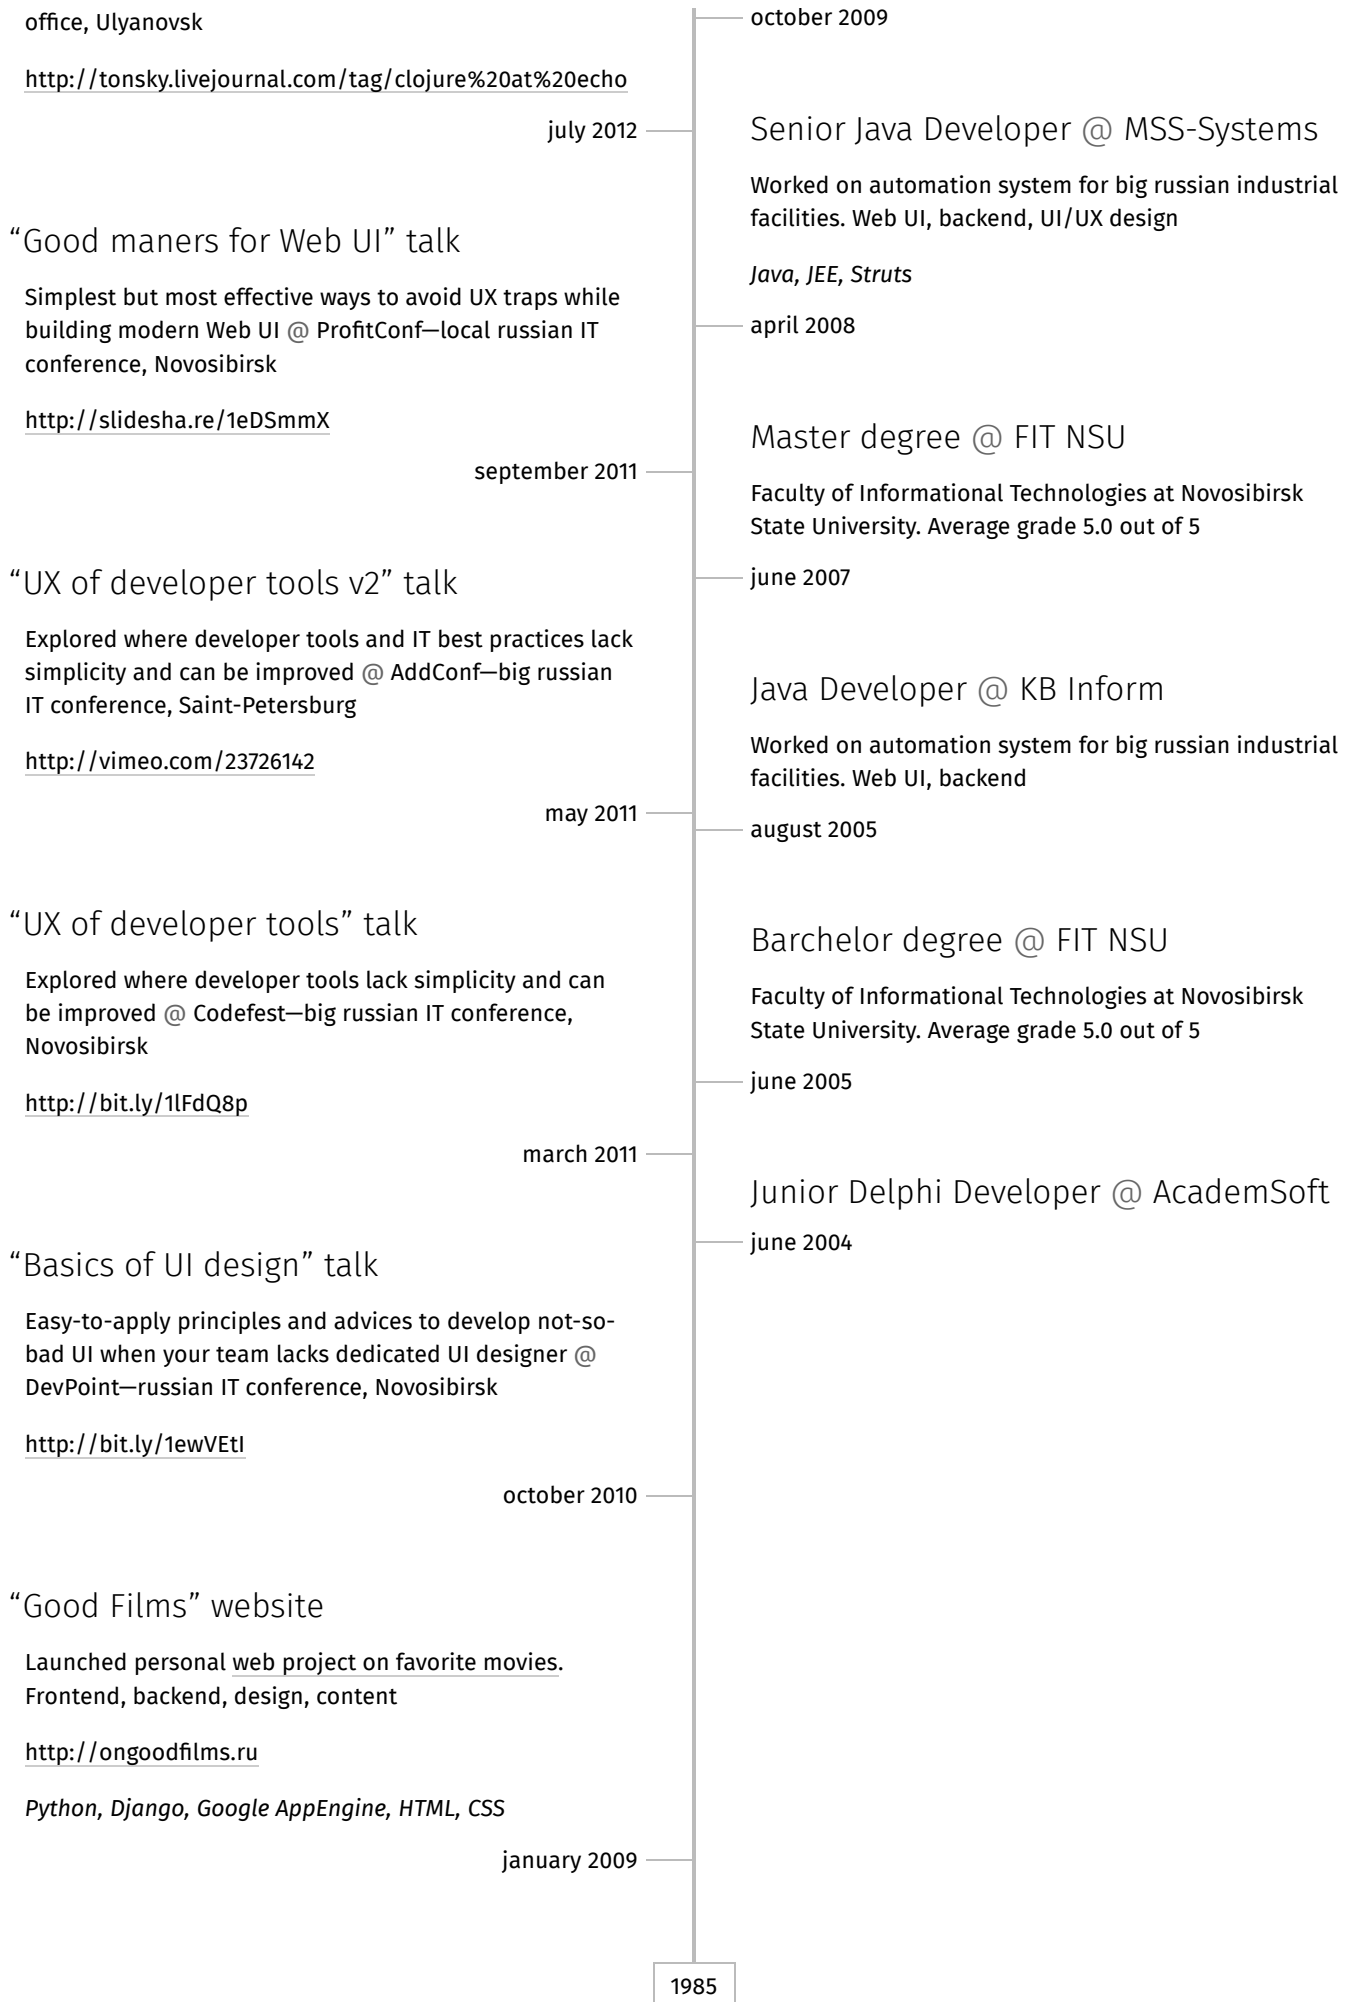 office, Ulyanovsk
http://tonsky.livejournal.com/tag/clojure%20at%20echo
july 2012
“Good maners for Web UI” talk
Simplest but most effective ways to avoid UX traps while
building modern Web UI @ ProfitConf—local russian IT
conference, Novosibirsk
http://slidesha.re/1eDSmmX
september 2011
“UX of developer tools v2” talk
Explored where developer tools and IT best practices lack
simplicity and can be improved @ AddConf—big russian
IT conference, Saint-Petersburg
http://vimeo.com/23726142
may 2011
“UX of developer tools” talk
Explored where developer tools lack simplicity and can
be improved @ Codefest—big russian IT conference,
Novosibirsk
http://bit.ly/1lFdQ8p
march 2011
“Basics of UI design” talk
Easy-to-apply principles and advices to develop not-so-
bad UI when your team lacks dedicated UI designer @
DevPoint—russian IT conference, Novosibirsk
http://bit.ly/1ewVEtI
october 2010
“Good Films” website
Launched personal web project on favorite movies.
Frontend, backend, design, content
http://ongoodfilms.ru
Python, Django, Google AppEngine, HTML, CSS
january 2009
october 2009
Senior Java Developer @ MSS-Systems
Worked on automation system for big russian industrial
facilities. Web UI, backend, UI/UX design
Java, JEE, Struts
april 2008
Master degree @ FIT NSU
Faculty of Informational Technologies at Novosibirsk
State University. Average grade 5.0 out of 5
june 2007
Java Developer @ KB Inform
Worked on automation system for big russian industrial
facilities. Web UI, backend
august 2005
Barchelor degree @ FIT NSU
Faculty of Informational Technologies at Novosibirsk
State University. Average grade 5.0 out of 5
june 2005
Junior Delphi Developer @ AcademSoft
june 2004
1985